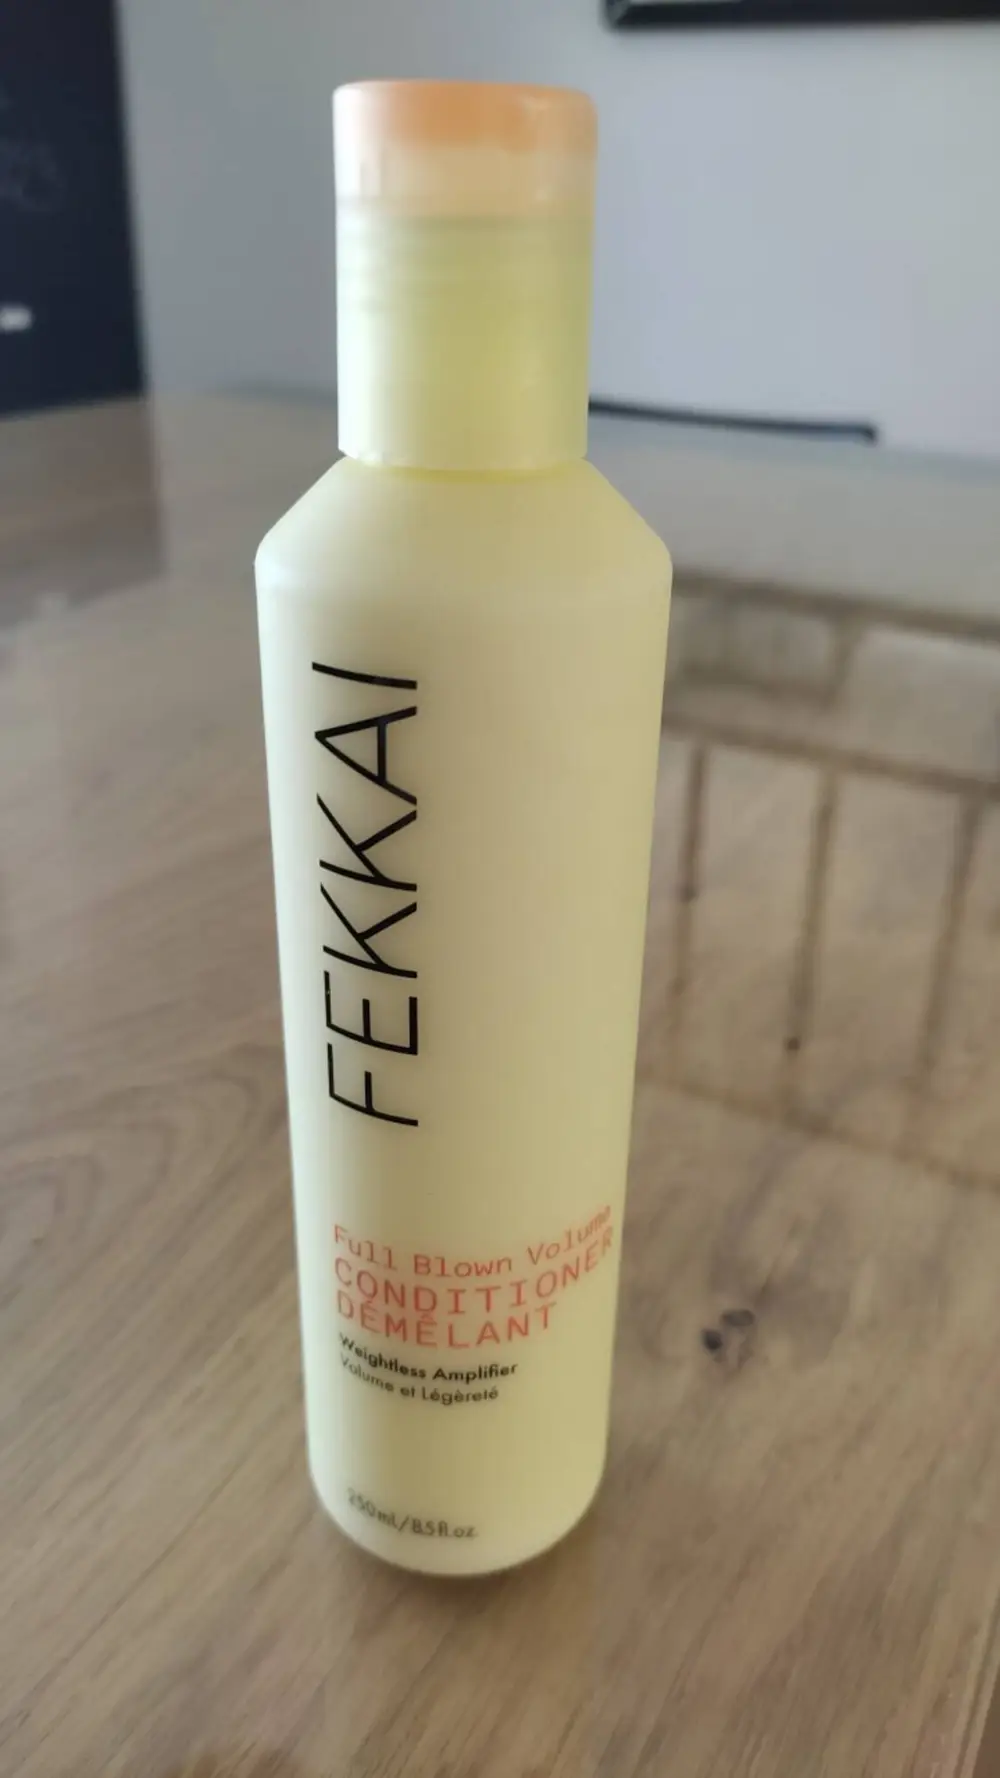 FEKKAI
Full Blown Volume
CONDITIONER
DÉMÊLANT
Weightless Amplifier
Volume et Légèreté
250ml/8.5fl.oz